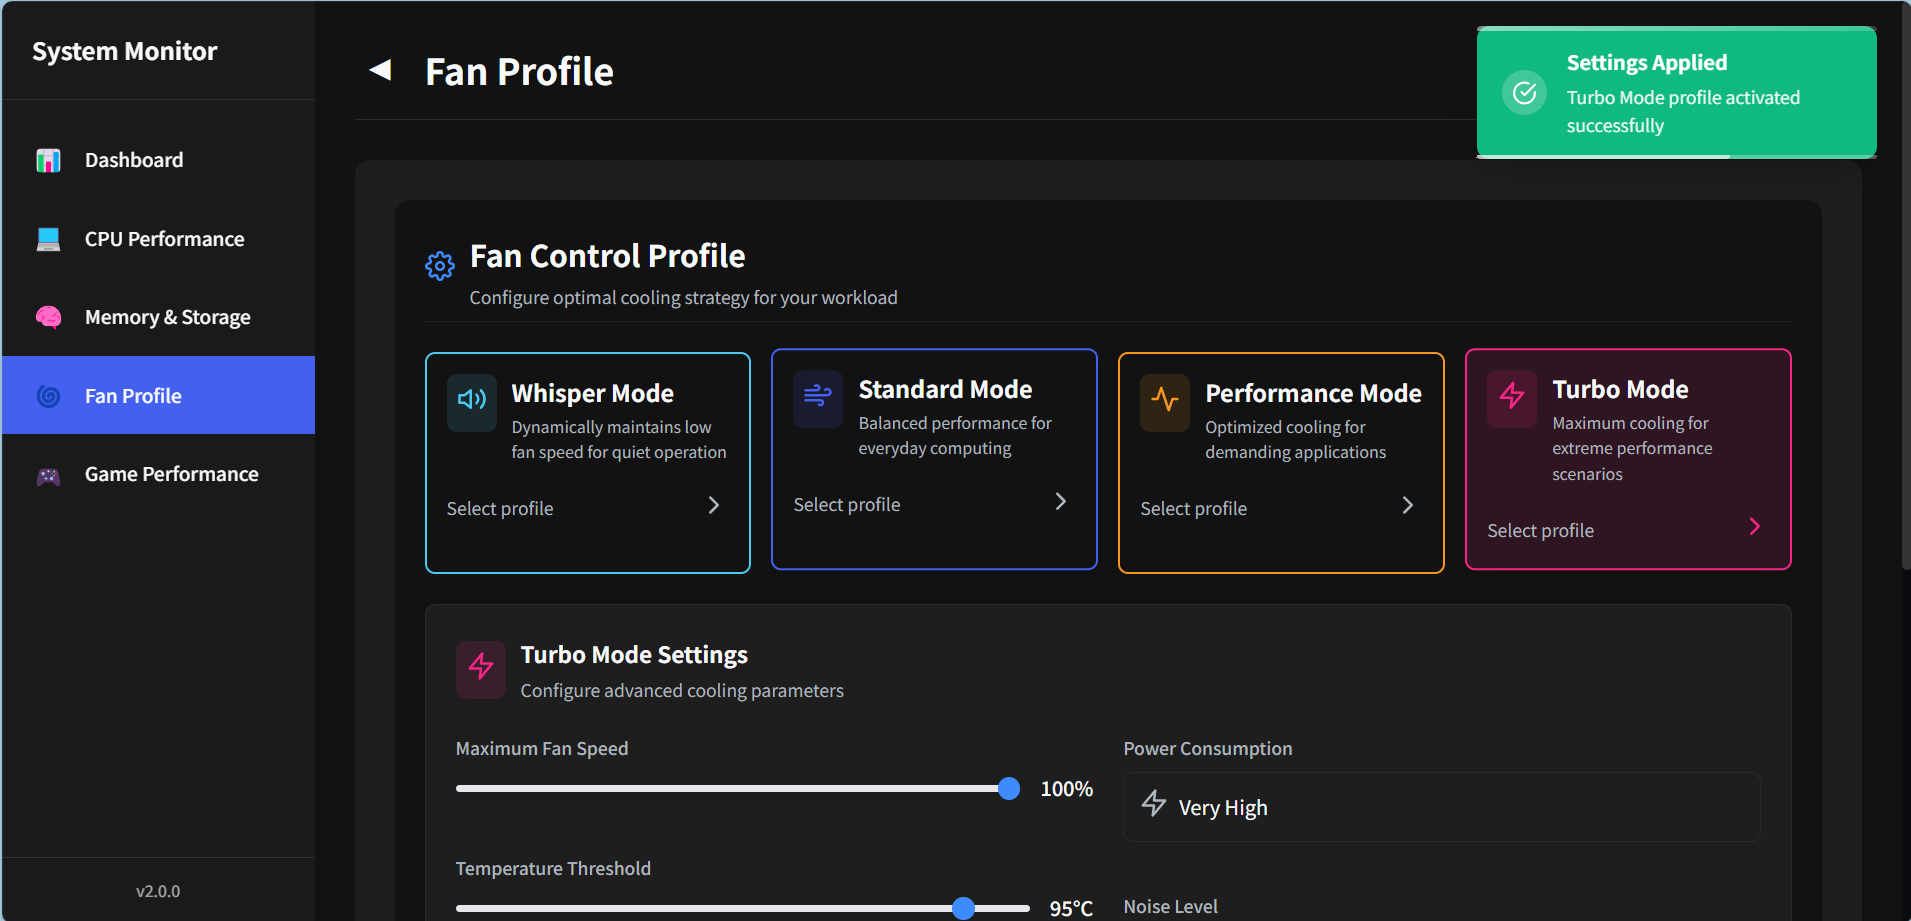 System Monitor
Dashboard
CPU Performance
Memory & Storage
Fan Profile
Game Performance
v2.0.0
Fan Profile
Settings Applied
Turbo Mode profile activated
successfully
Fan Control Profile
Configure optimal cooling strategy for your workload
Whisper Mode
Dynamically maintains low
fan speed for quiet operation
Select profile
Standard Mode
Balanced performance for
everyday computing
Select profile
Performance Mode
Optimized cooling for
demanding applications
Select profile
Turbo Mode
Maximum cooling for
extreme performance
scenarios
Select profile
Turbo Mode Settings
Configure advanced cooling parameters
Maximum Fan Speed
100%
Power Consumption
Very High
Temperature Threshold
95°C
Noise Level